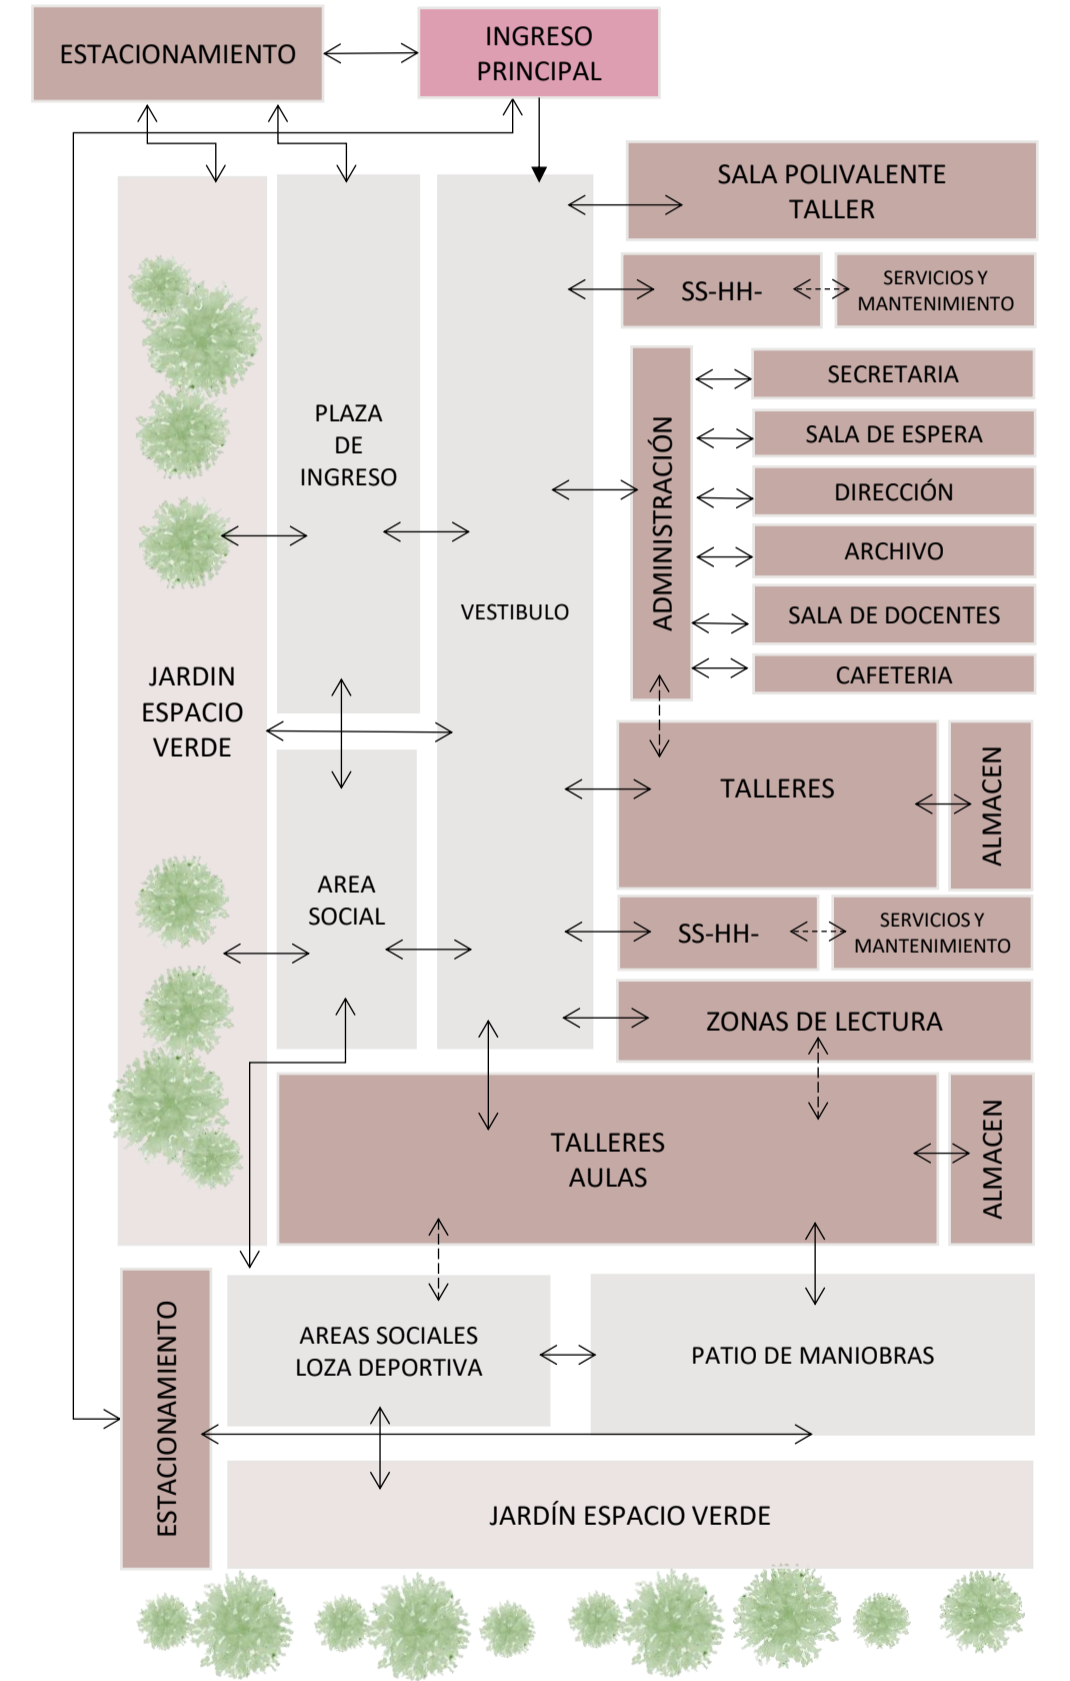 ESTACIONAMIENTO
INGRESO
PRINCIPAL
SALA POLIVALENTE
TALLER
SS-HH-
SERVICIOS Y
MANTENIMIENTO
ADMINISTRACIÓN
SECRETARIA
SALA DE ESPERA
DIRECCIÓN
ARCHIVO
SALA DE DOCENTES
CAFETERIA
PLAZA
DE
INGRESO
VESTIBULO
JARDIN
ESPACIO
VERDE
TALLERES
ALMACEN
AREA
SOCIAL
SS-HH-
SERVICIOS Y
MANTENIMIENTO
ZONAS DE LECTURA
TALLERES
AULAS
ALMACEN
ESTACIONAMIENTO
AREAS SOCIALES
LOZA DEPORTIVA
PATIO DE MANIOBRAS
JARDÍN ESPACIO VERDE